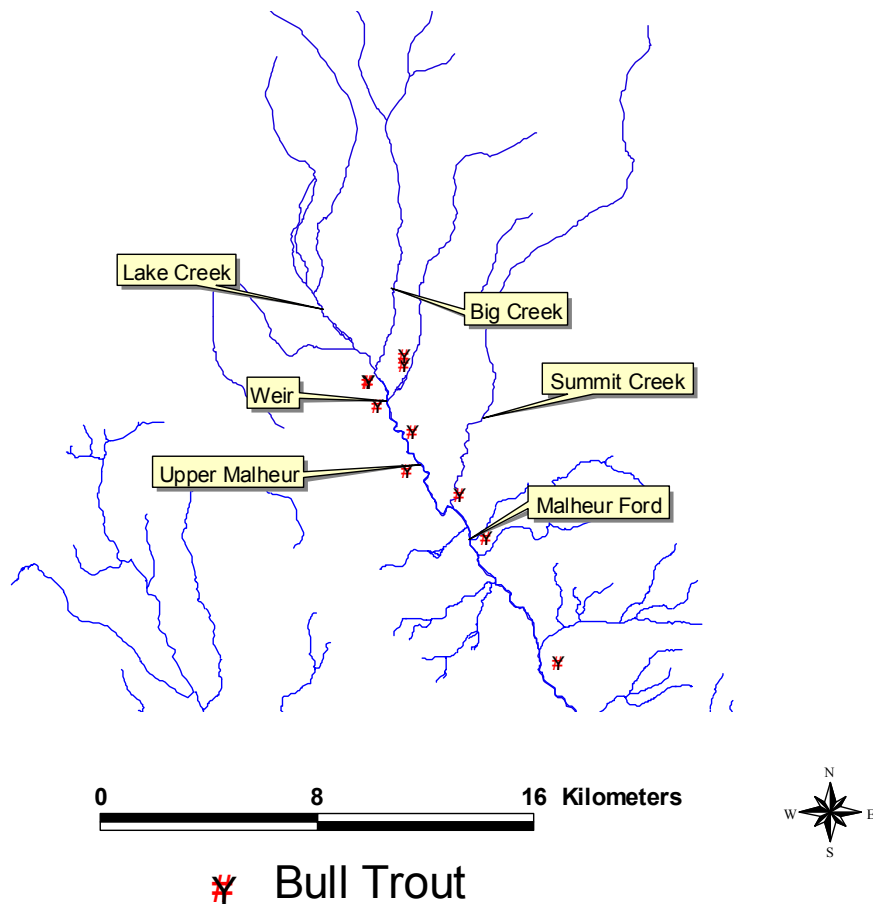 Lake Creek
Big Creek
Weir
Summit Creek
Upper Malheur
Malheur Ford
0 8 16 Kilometers
N
W E
S
Bull Trout